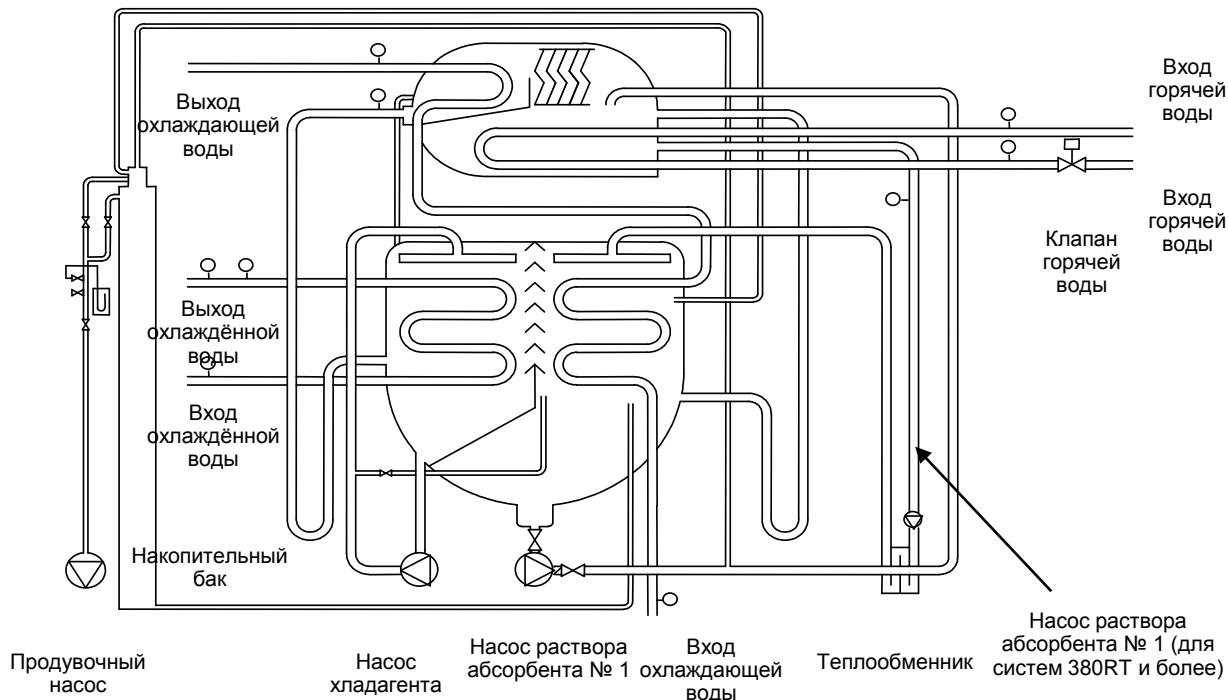 Вход
горячей
воды
Выход
охлаждающей
воды
Вход
горячей
воды
Клапан
горячей
воды
Выход
охлаждённой
воды
Вход
охлаждённой
воды
Накопительный
бак
Продувочный
насос
Насос
хладагента
Насос раствора
абсорбента № 1
Вход
охлаждающей
воды
Теплообменник
Насос раствора
абсорбента № 1 (для
систем 380RT и более)